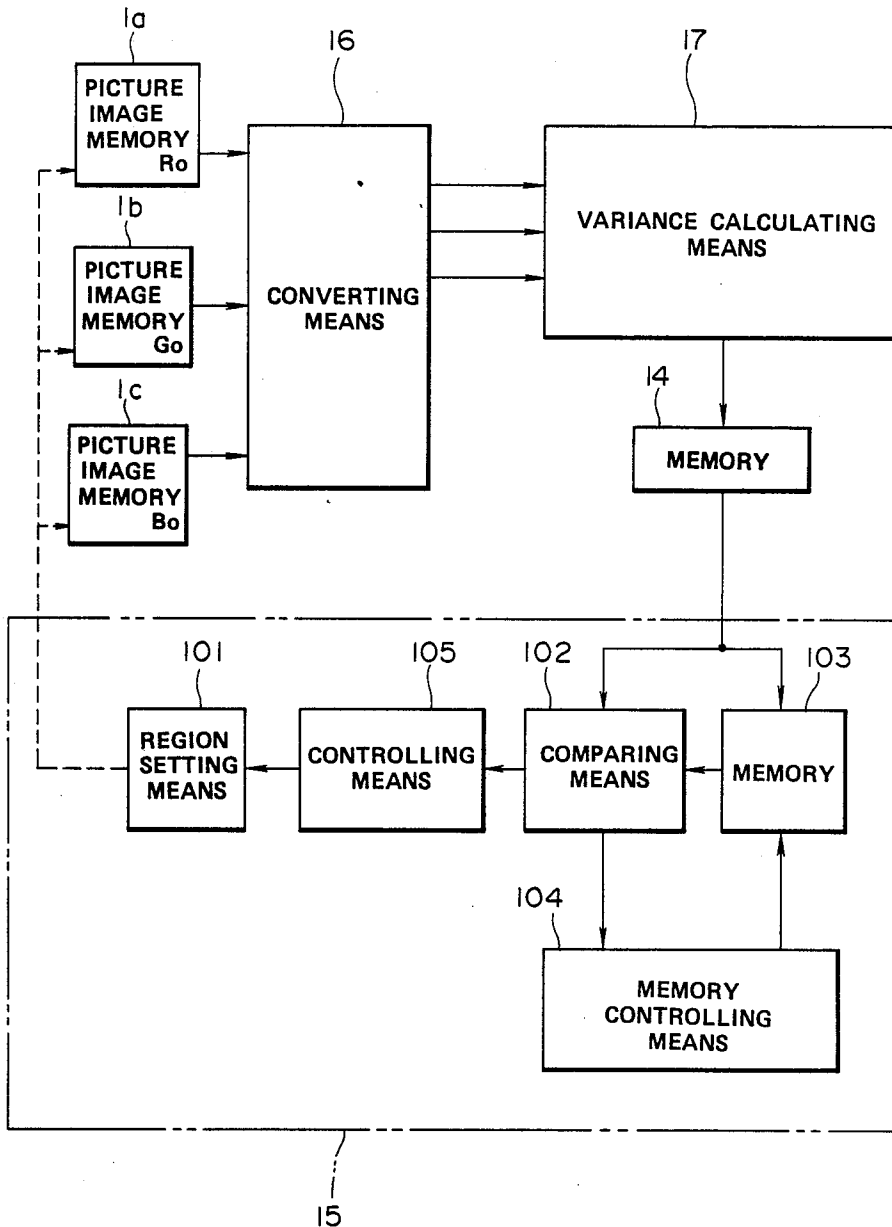 1a
PICTURE
IMAGE
MEMORY
Ro
16
17
1b
PICTURE
IMAGE
MEMORY
Go
CONVERTING
MEANS
VARIANCE CALCULATING
MEANS
1c
PICTURE
IMAGE
MEMORY
Bo
14
MEMORY
101
REGION
SETTING
MEANS
105
CONTROLLING
MEANS
102
COMPARING
MEANS
103
MEMORY
104
MEMORY
CONTROLLING
MEANS
15